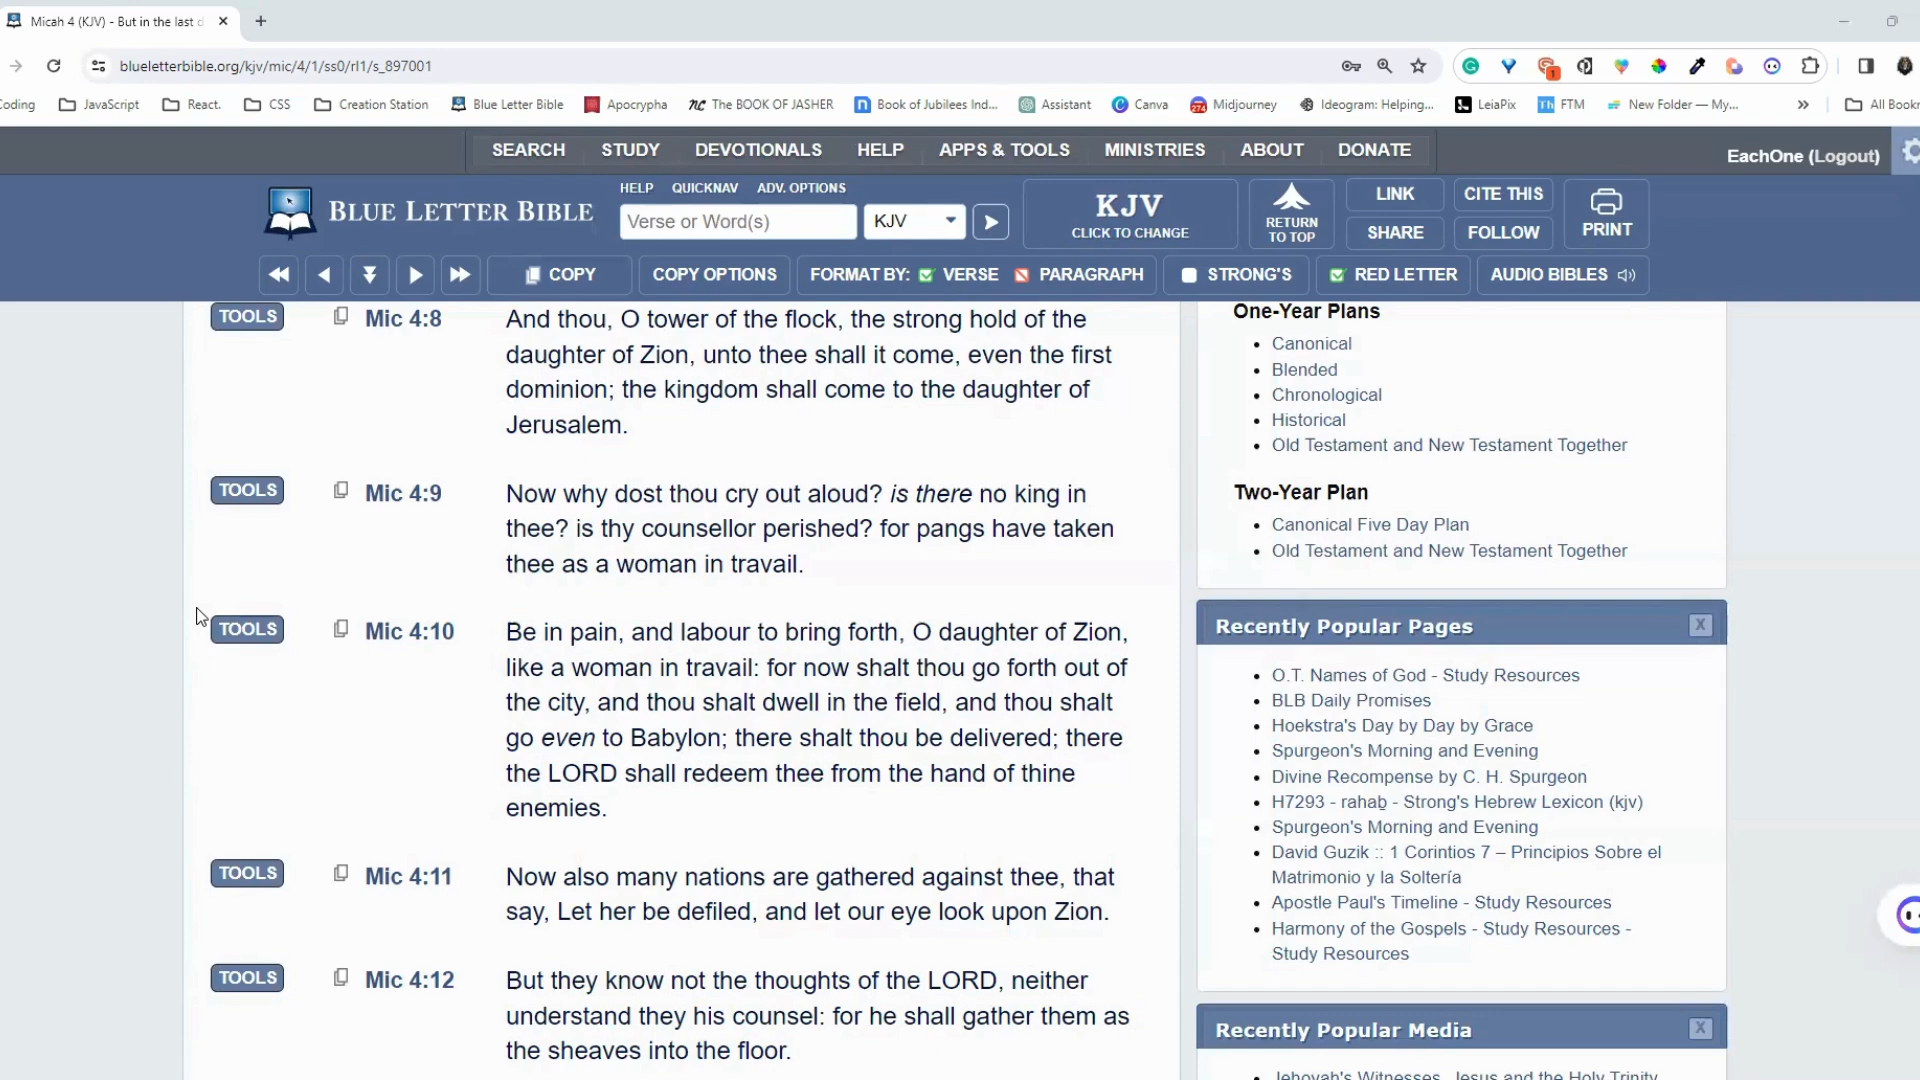 Micah 4 (KJV) - But in the last d
blueletterbible.org/kjv/mic/4/1/ss0/rl1/s_897001
1
Coding
JavaScript
React.
CSS
Creation Station
Blue Letter Bible
Apocrypha
The BOOK OF JASHER
Book of Jubilees Ind...
Assistant
Canva
274
Midjourney
Ideogram: Helping...
LeiaPix
Th FTM
New Folder — My...
»
All Bookm
SEARCH
STUDY
DEVOTIONALS
HELP
APPS & TOOLS
MINISTRIES
ABOUT
DONATE
EachOne (Logout)
BLUE LETTER BIBLE
HELP
QUICKNAV
ADV. OPTIONS
Verse or Word(s)
KJV
KJV
CLICK TO CHANGE
RETURN
TO TOP
LINK
CITE THIS
SHARE
FOLLOW
PRINT
COPY
COPY OPTIONS
FORMAT BY:
VERSE
PARAGRAPH
STRONG'S
RED LETTER
AUDIO BIBLES
TOOLS
Mic 4:8
And thou, O tower of the flock, the strong hold of the
daughter of Zion, unto thee shall it come, even the first
dominion; the kingdom shall come to the daughter of
Jerusalem.
TOOLS
Mic 4:9
Now why dost thou cry out aloud? is there no king in
thee? is thy counsellor perished? for pangs have taken
thee as a woman in travail.
TOOLS
Mic 4:10
Be in pain, and labour to bring forth, O daughter of Zion,
like a woman in travail: for now shalt thou go forth out of
the city, and thou shalt dwell in the field, and thou shalt
go even to Babylon; there shalt thou be delivered; there
the LORD shall redeem thee from the hand of thine
enemies.
TOOLS
Mic 4:11
Now also many nations are gathered against thee, that
say, Let her be defiled, and let our eye look upon Zion.
TOOLS
Mic 4:12
But they know not the thoughts of the LORD, neither
understand they his counsel: for he shall gather them as
the sheaves into the floor.
One-Year Plans
Canonical
Blended
Chronological
Historical
Old Testament and New Testament Together
Two-Year Plan
Canonical Five Day Plan
Old Testament and New Testament Together
Recently Popular Pages
X
O.T. Names of God - Study Resources
BLB Daily Promises
Hoekstra's Day by Day by Grace
Spurgeon's Morning and Evening
Divine Recompense by C. H. Spurgeon
H7293 - rahaḇ - Strong's Hebrew Lexicon (kjv)
Spurgeon's Morning and Evening
David Guzik :: 1 Corintios 7 – Principios Sobre el
Matrimonio y la Soltería
Apostle Paul's Timeline - Study Resources
Harmony of the Gospels - Study Resources -
Study Resources
Recently Popular Media
X
Jehovah's Witnesses, Jesus and the Holy Trinity